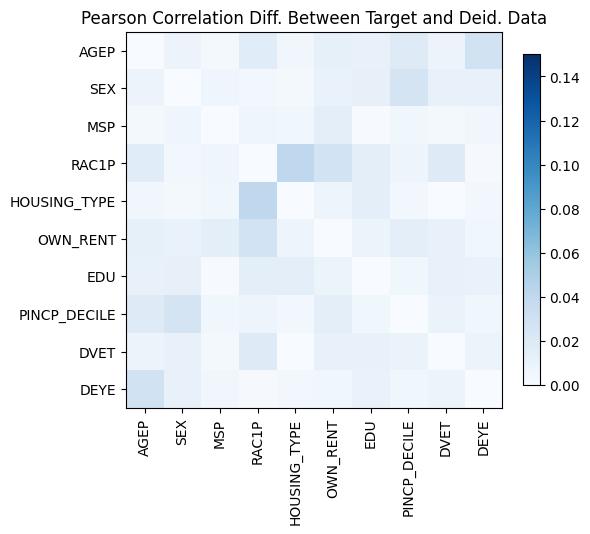 Pearson Correlation Diff. Between Target and Deid. Data
AGEP
SEX
MSP
RAC1P
HOUSING_TYPE
OWN_RENT
EDU
PINCP_DECILE
DVET
DEYE
AGEP
SEX
MSP
RAC1P
HOUSING_TYPE
OWN_RENT
EDU
PINCP_DECILE
DVET
DEYE
0.14
0.12
0.10
0.08
0.06
0.04
0.02
0.00